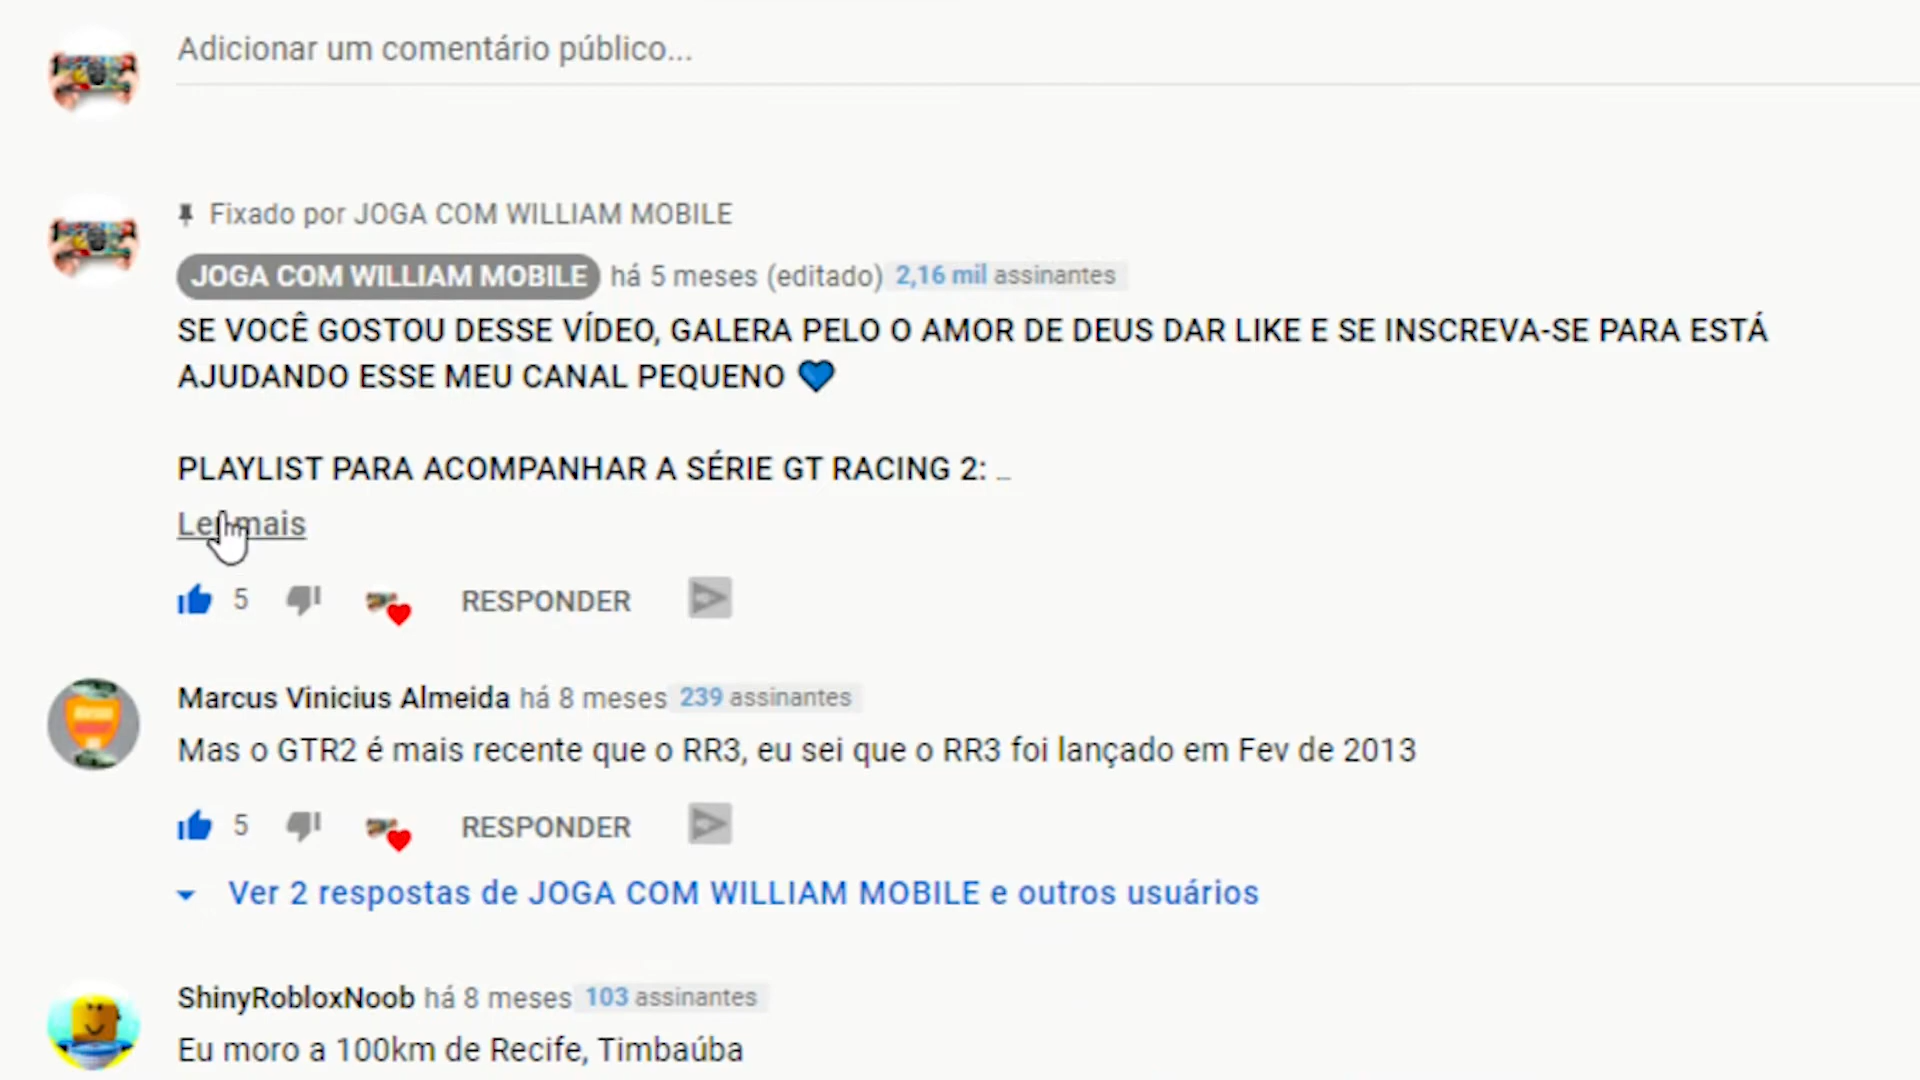 Adicionar um comentário público...
Fixado por JOGA COM WILLIAM MOBILE
JOGA COM WILLIAM MOBILE há 5 meses (editado) 2,16 mil assinantes
SE VOCÊ GOSTOU DESSE VÍDEO, GALERA PELO O AMOR DE DEUS DAR LIKE E SE INSCREVA-SE PARA ESTÁ
AJUDANDO ESSE MEU CANAL PEQUENO 💙
PLAYLIST PARA ACOMPANHAR A SÉRIE GT RACING 2: ...
Ler mais
5 RESPONDER
Marcus Vinicius Almeida há 8 meses 239 assinantes
Mas o GTR2 é mais recente que o RR3, eu sei que o RR3 foi lançado em Fev de 2013
5 RESPONDER
Ver 2 respostas de JOGA COM WILLIAM MOBILE e outros usuários
ShinyRobloxNoob há 8 meses 103 assinantes
Eu moro a 100km de Recife, Timbaúba